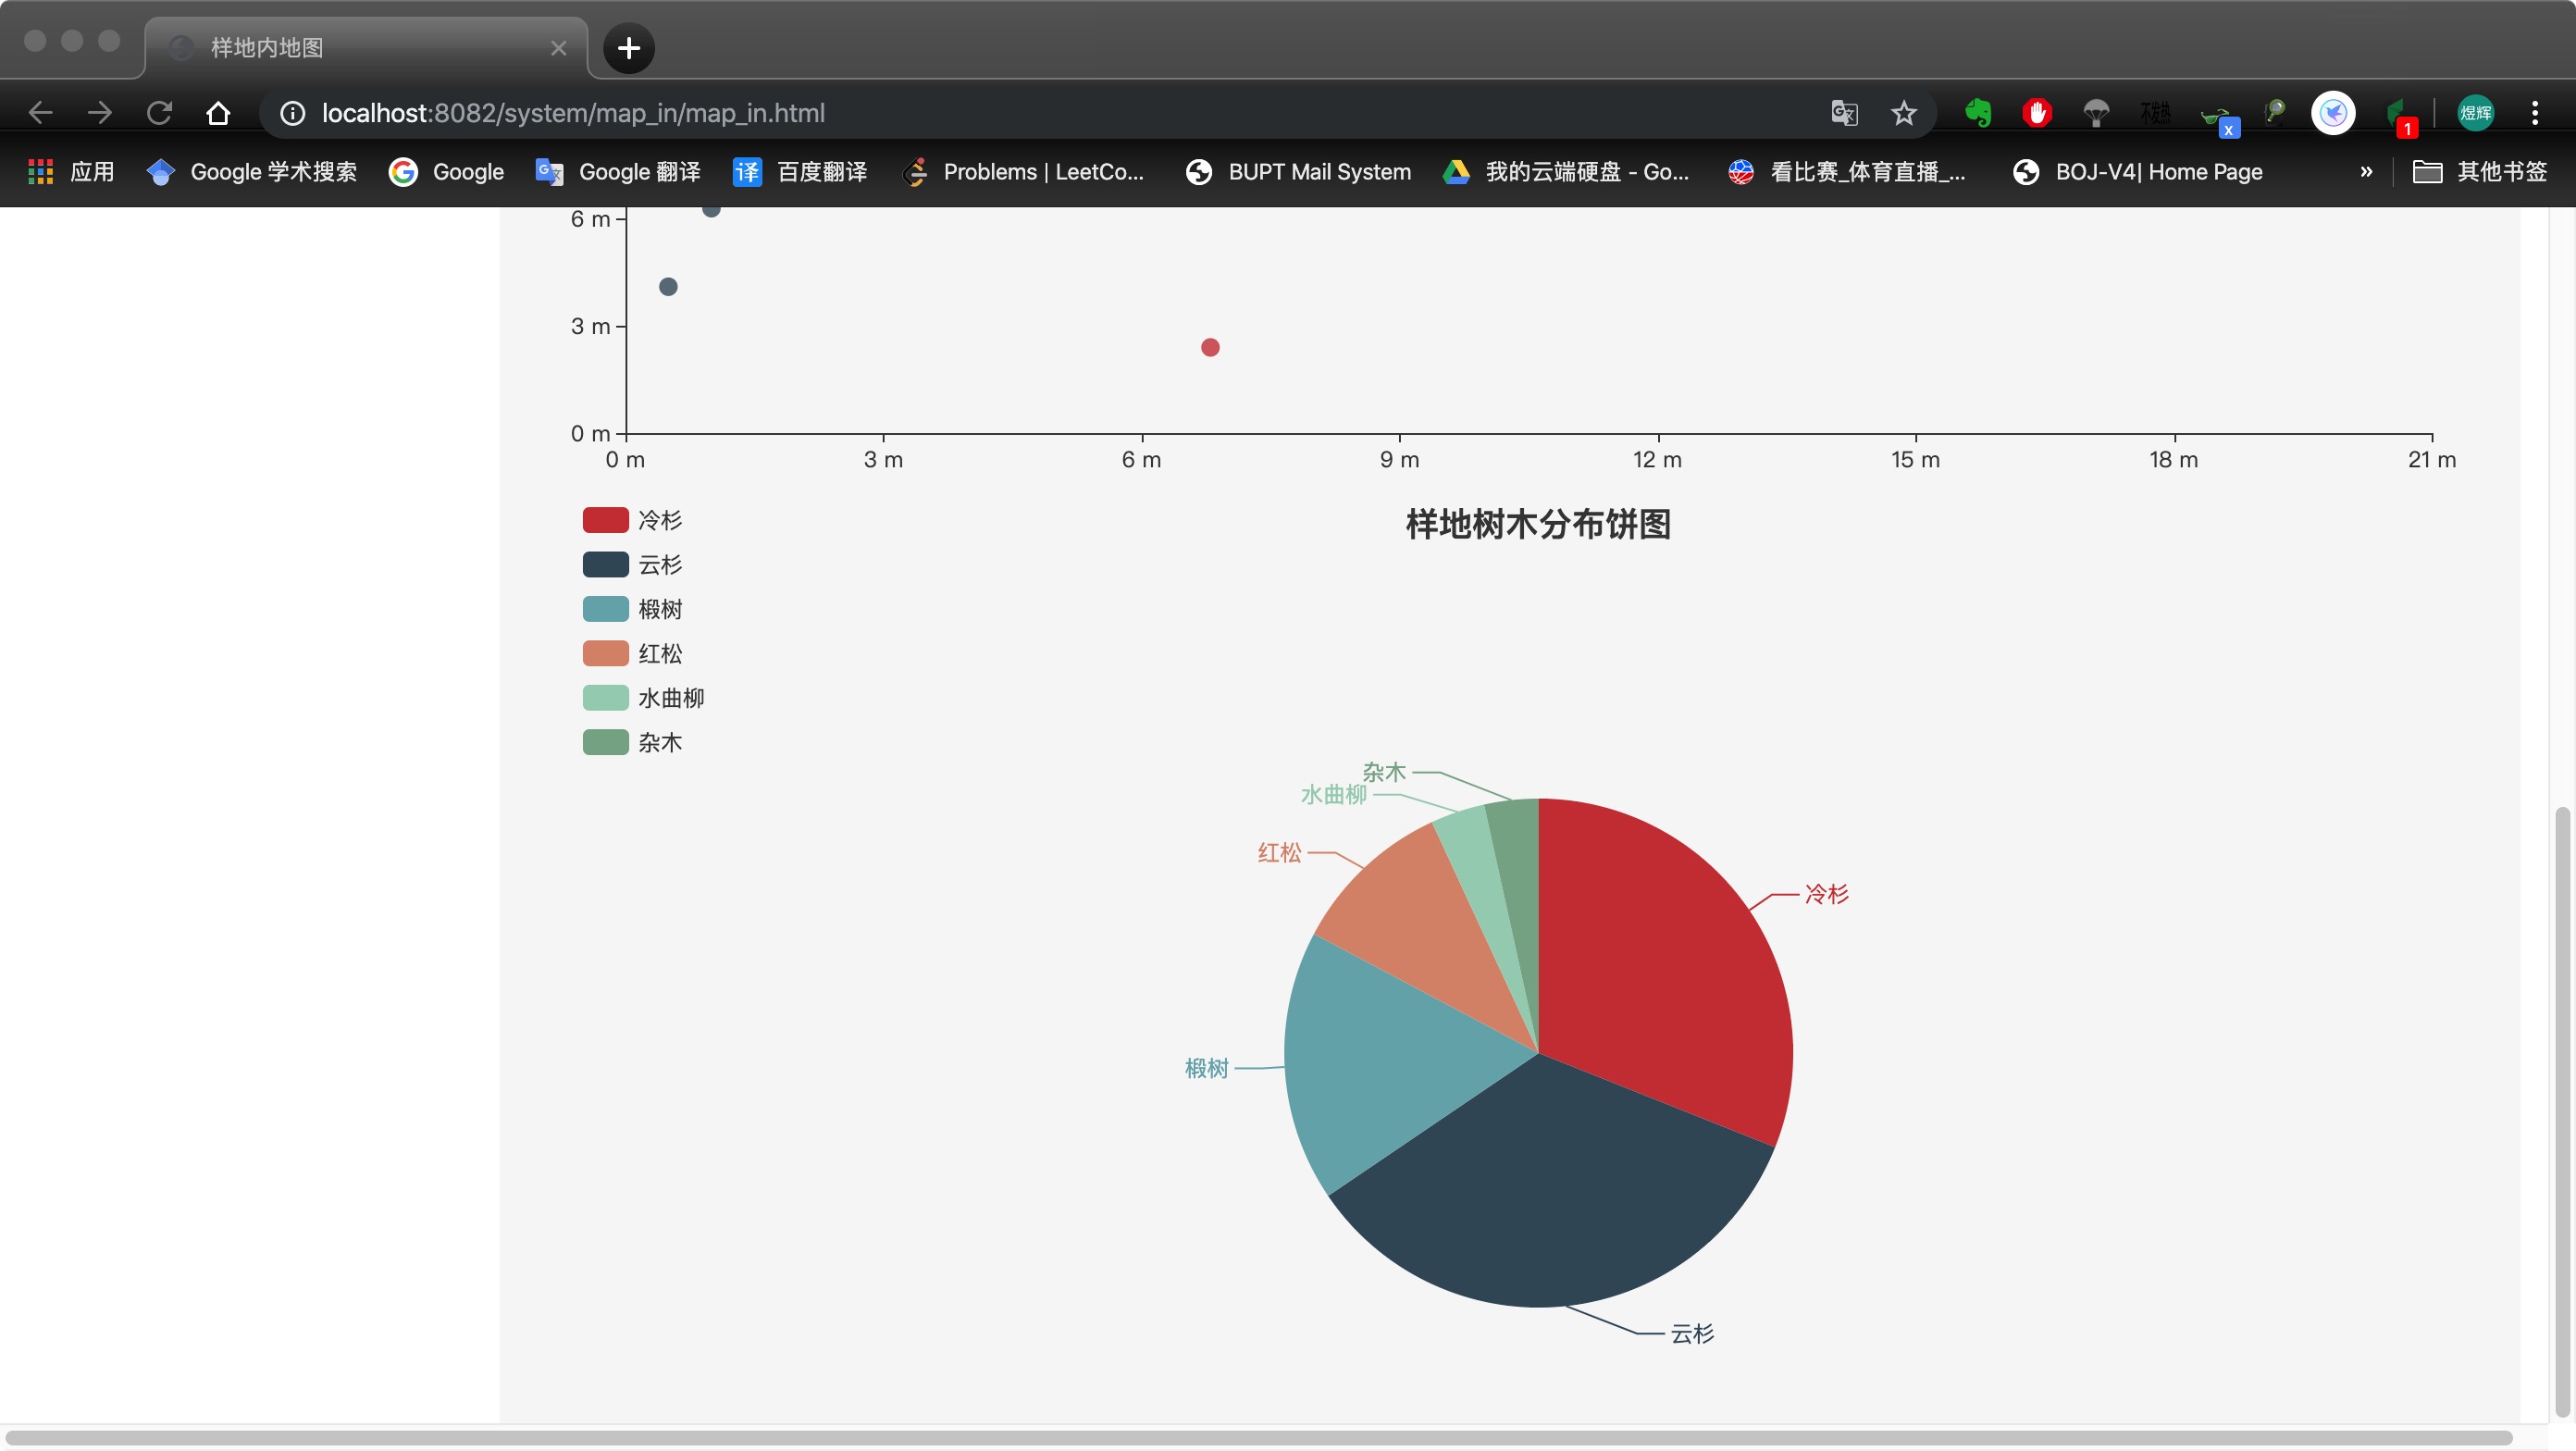 样地内地图
localhost:8082/system/map_in/map_in.html
不发热
x
1
煜辉
应用
Google 学术搜索
Google
Google 翻译
译
百度翻译
Problems | LeetCo...
BUPT Mail System
我的云端硬盘 - Go...
看比赛_体育直播_...
BOJ-V4| Home Page
»
其他书签
6 m
3 m
0 m
0 m 3 m 6 m 9 m 12 m 15 m 18 m 21 m
样地树木分布饼图
冷杉
云杉
椴树
红松
水曲柳
杂木
杂木
水曲柳
红松
冷杉
椴树
云杉